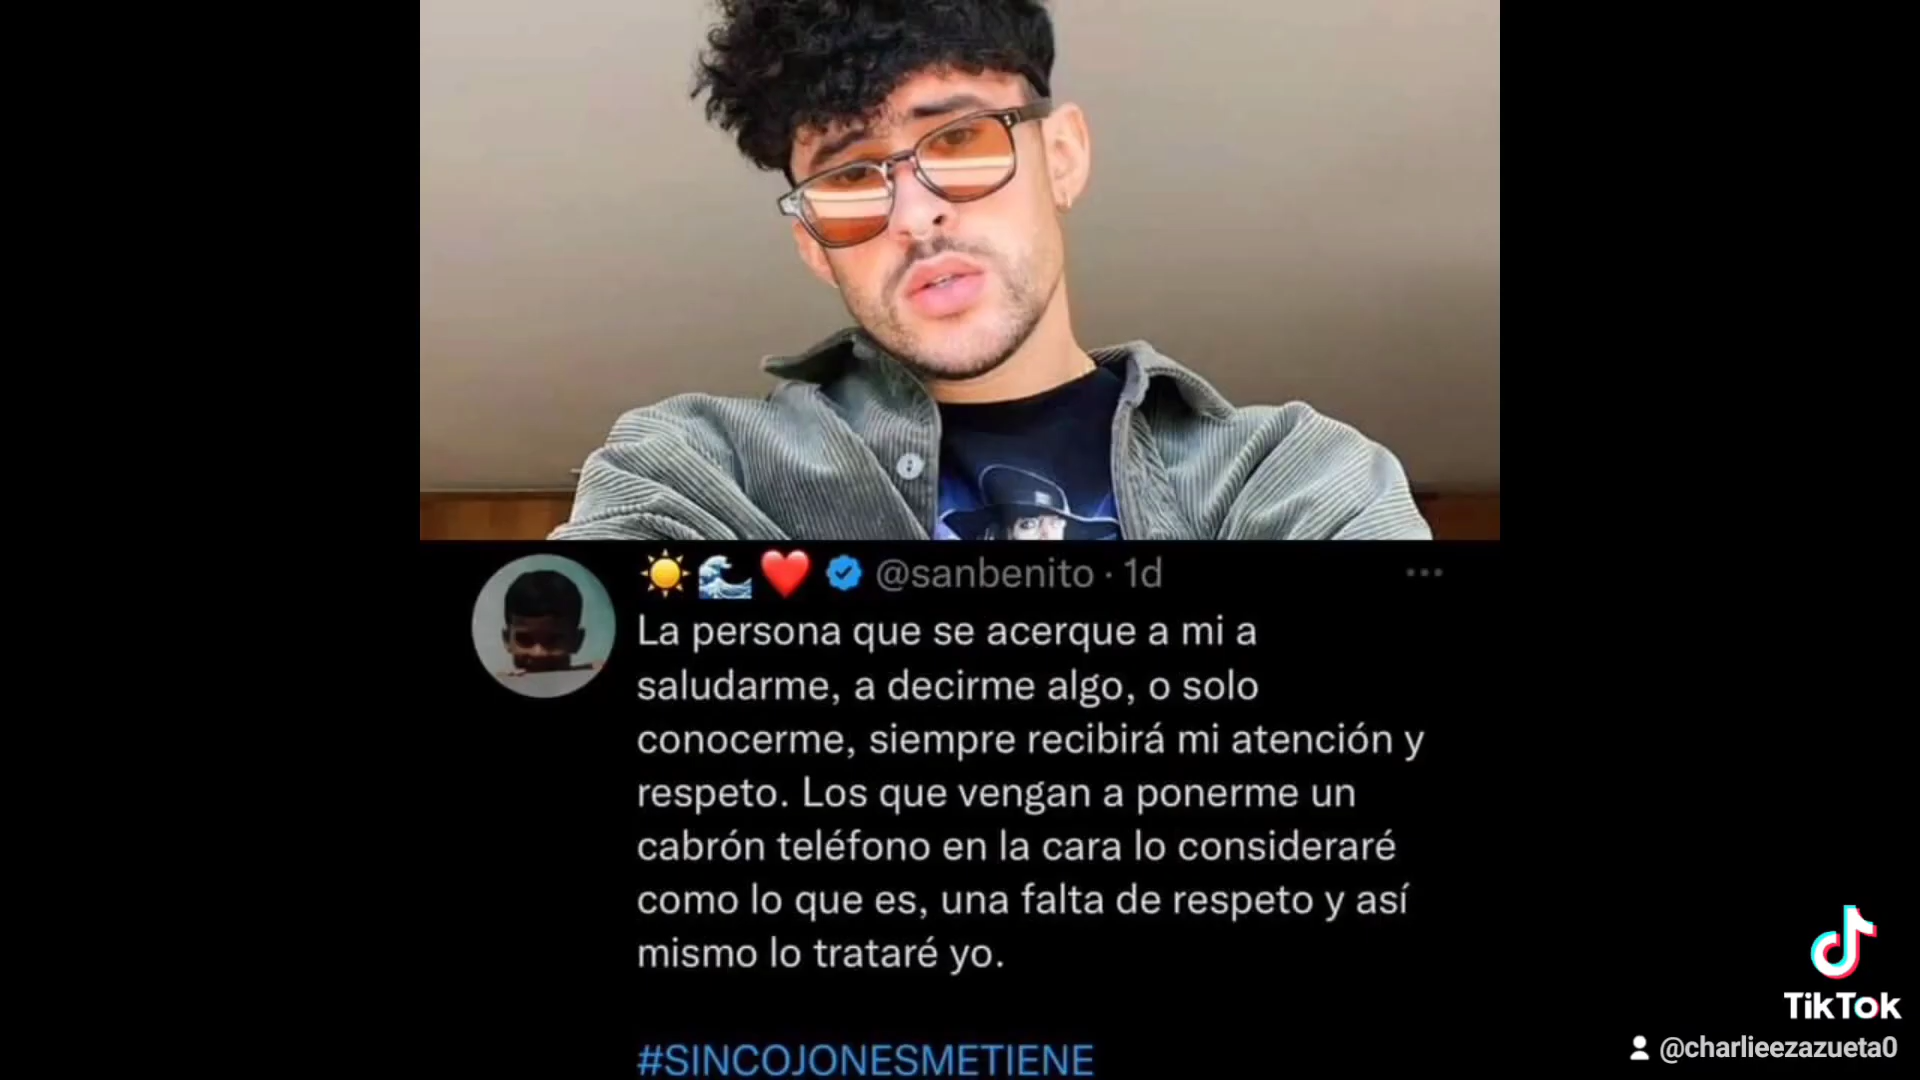 @sanbenito · 1d
La persona que se acerque a mi a
saludarme, a decirme algo, o solo
conocerme, siempre recibirá mi atención y
respeto. Los que vengan a ponerme un
cabrón teléfono en la cara lo consideraré
como lo que es, una falta de respeto y así
mismo lo trataré yo.
#SINCOJONESMETIENE
TikTok
@charlieezazueta0